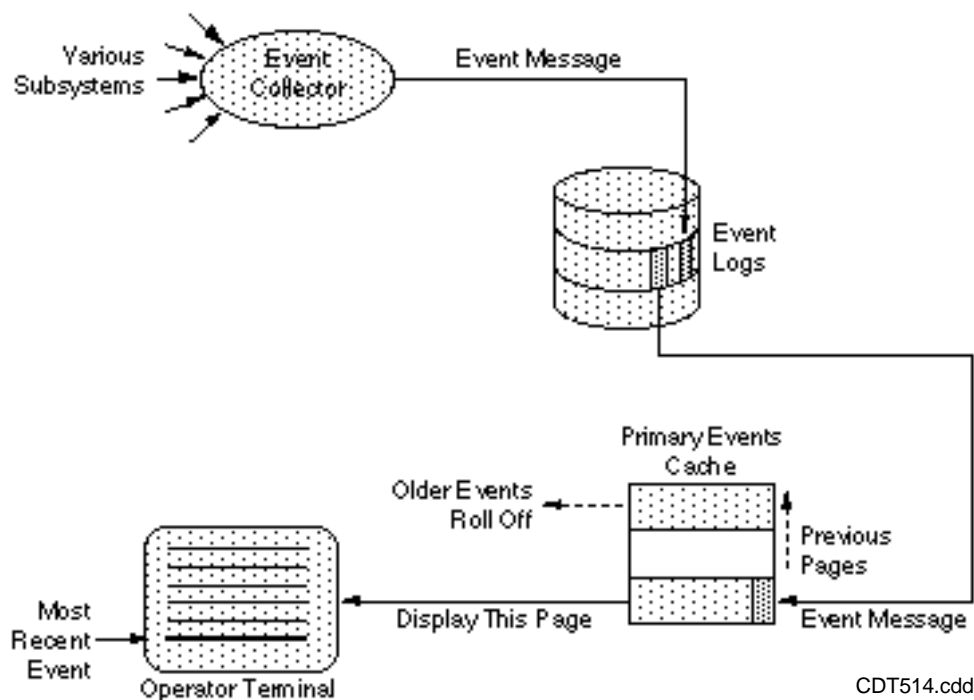 Various
Subsystems
Event
Collector
Event Message
Event
Logs
Primary Events
Cache
Older Events
Roll Off
Previous
Pages
Most
Recent
Event
Display This Page
Event Message
Operator Terminal
CDT514.cdd